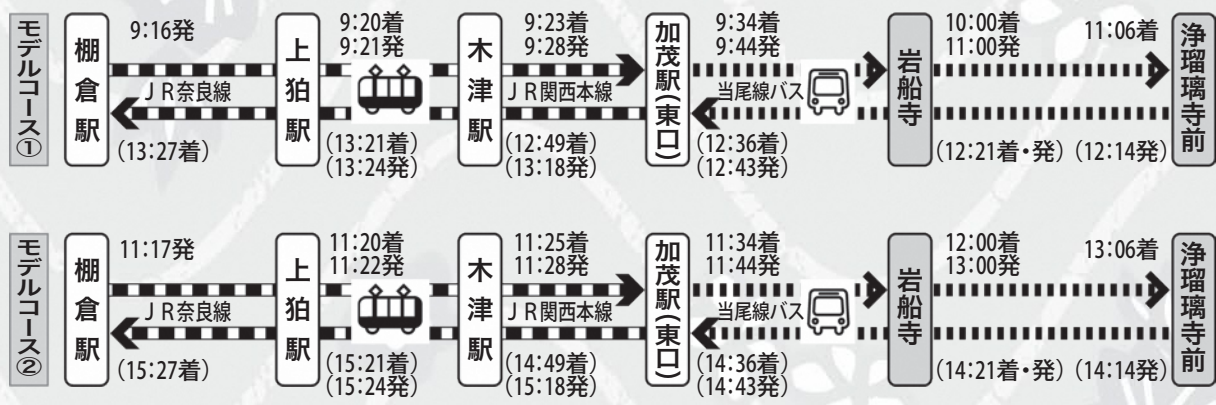 モデルコース①
棚倉駅
9:16発
JR奈良線
(13:27着)
上狛駅
9:20着
9:21発
(13:21着)
(13:24発)
木津駅
9:23着
9:28発
JR関西本線
(12:49着)
(13:18発)
加茂駅(東口)
9:34着
9:44発
当尾線バス
(12:36着)
(12:43発)
岩船寺
10:00着
11:00発
(12:21着・発)
11:06着
(12:14発)
浄瑠璃寺前
モデルコース②
棚倉駅
11:17発
JR奈良線
(15:27着)
上狛駅
11:20着
11:22発
(15:21着)
(15:24発)
木津駅
11:25着
11:28発
JR関西本線
(14:49着)
(15:18発)
加茂駅(東口)
11:34着
11:44発
当尾線バス
(14:36着)
(14:43発)
岩船寺
12:00着
13:00発
(14:21着・発)
13:06着
(14:14発)
浄瑠璃寺前